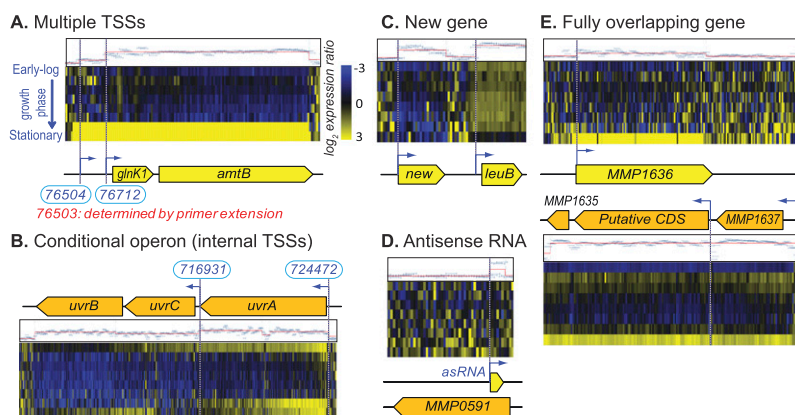 A. Multiple TSSs
Early-log
growth
phase
Stationary
-3
0
3
log2 expression ratio
glnK1
amtB
76504
76712
76503: determined by primer extension
B. Conditional operon (internal TSSs)
716931
724472
uvrB
uvrC
uvrA
C. New gene
new
leuB
D. Antisense RNA
asRNA
MMP0591
E. Fully overlapping gene
MMP1636
MMP1635
Putative CDS
MMP1637